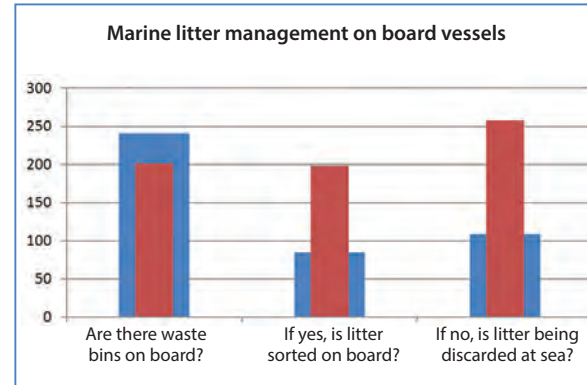 Marine litter management on board vessels
300
250
200
150
100
50
0
Are there waste
bins on board?
If yes, is litter
sorted on board?
If no, is litter being
discarded at sea?